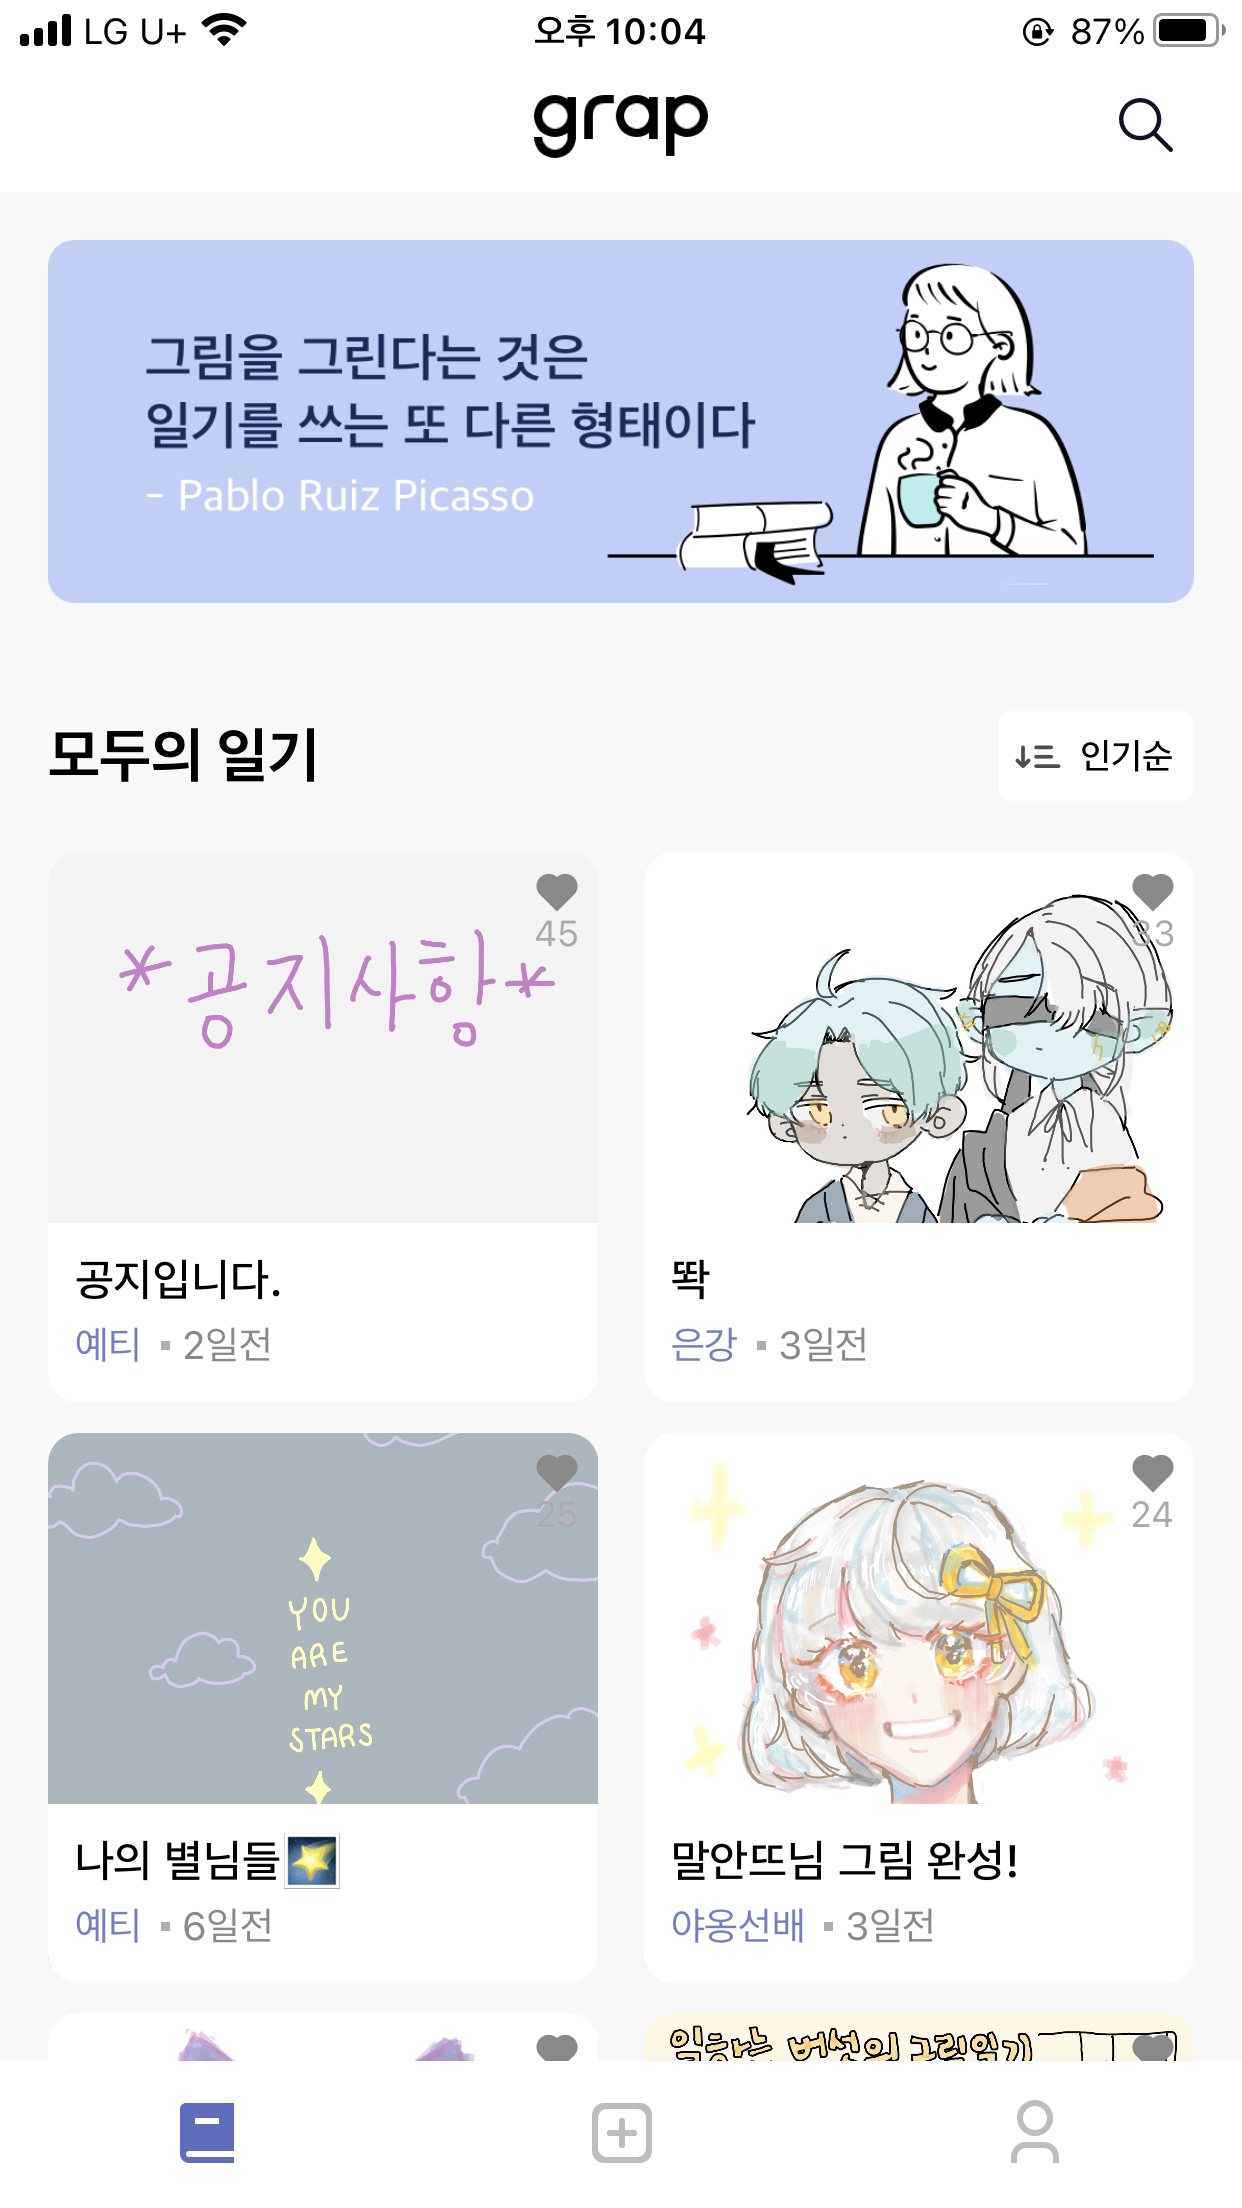 LG U+ 오후 10:04 87%
grap
그림을 그린다는 것은
일기를 쓰는 또 다른 형태이다
- Pablo Ruiz Picasso
모두의 일기 인기순
45
*공지사항*
공지입니다.
예티 ▪ 2일전
33
똭
은강 ▪ 3일전
25
YOU
ARE
MY
STARS
나의 별님들🌠
예티 ▪ 6일전
24
말안뜨님 그림 완성!
야옹선배 ▪ 3일전
일하는 버섯의 그림일기